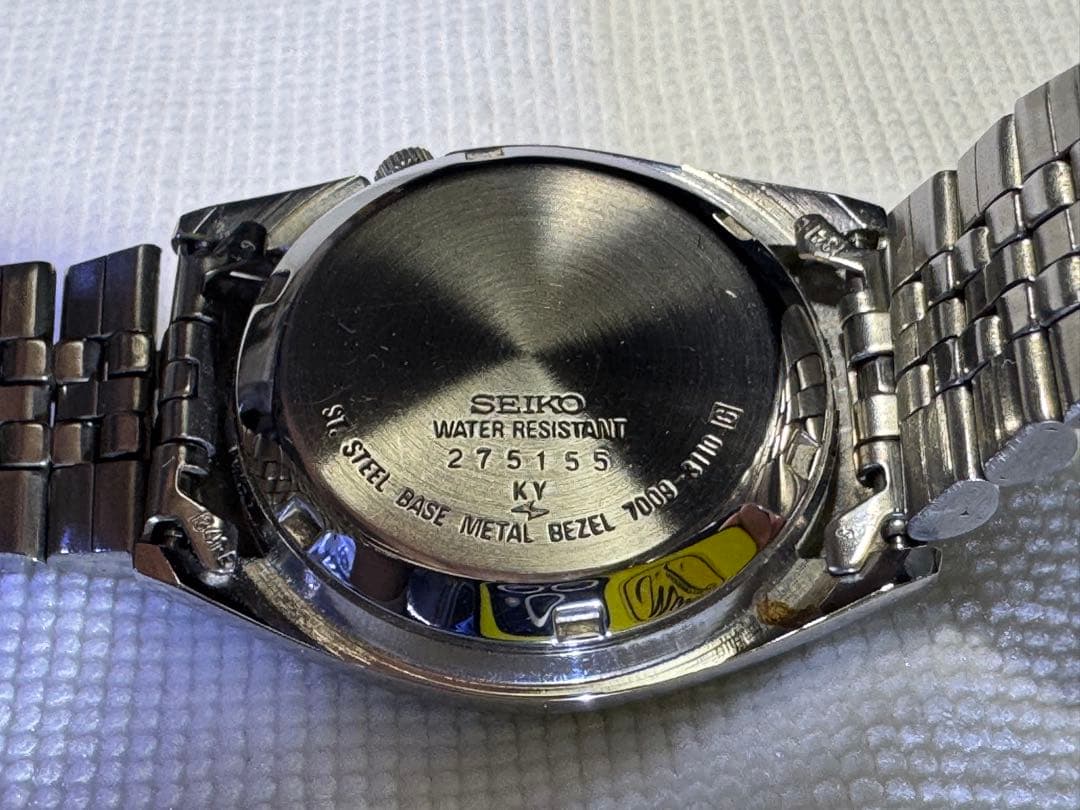 SEIKO
WATER RESISTANT
275155
KY
ST. STEEL BASE METAL BEZEL 7009-3110 [G]